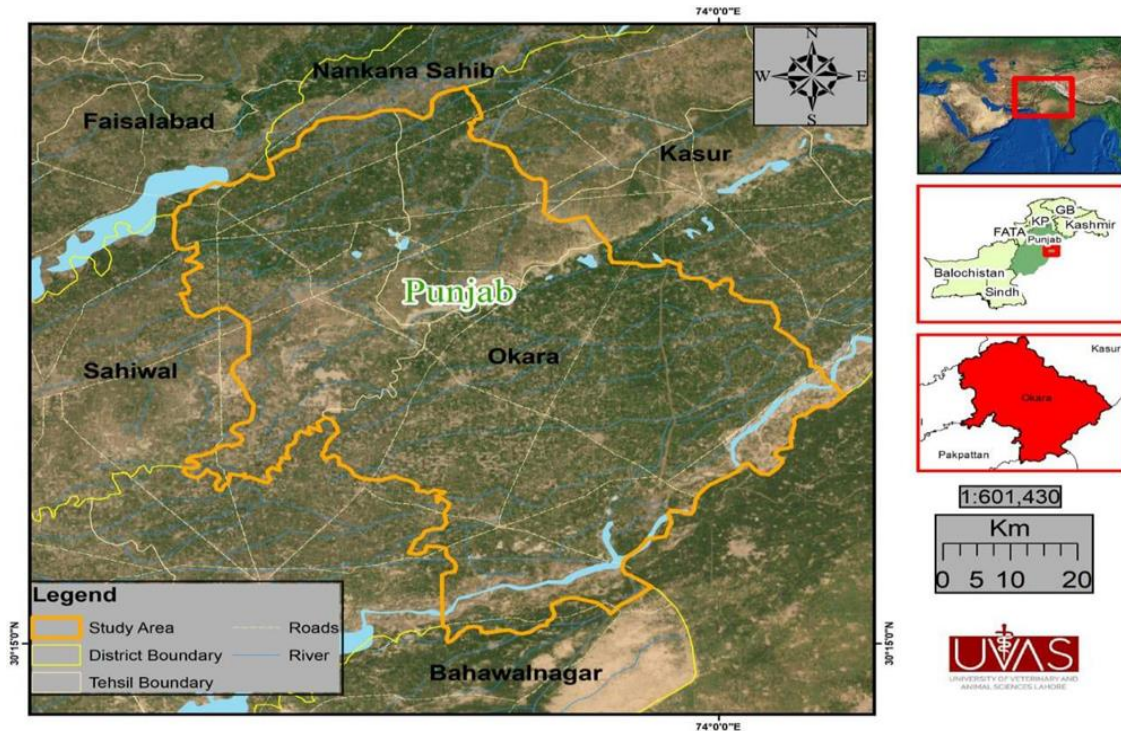 74°0'0"E
Nankana Sahib
Faisalabad
Kasur
N
W
E
S
Punjab
Okara
Sahiwal
Bahawalnagar
30°15'0"N
30°15'0"N
74°0'0"E
Legend
Study Area
Roads
District Boundary
River
Tehsil Boundary
GB
KP
Kashmir
FATA
Punjab
Balochistan
Sindh
Kasur
Okara
Pakpattan
1:601,430
Km
0 5 10 20
UVAS
UNIVERSITY OF VETERINARY AND
ANIMAL SCIENCES LAHORE